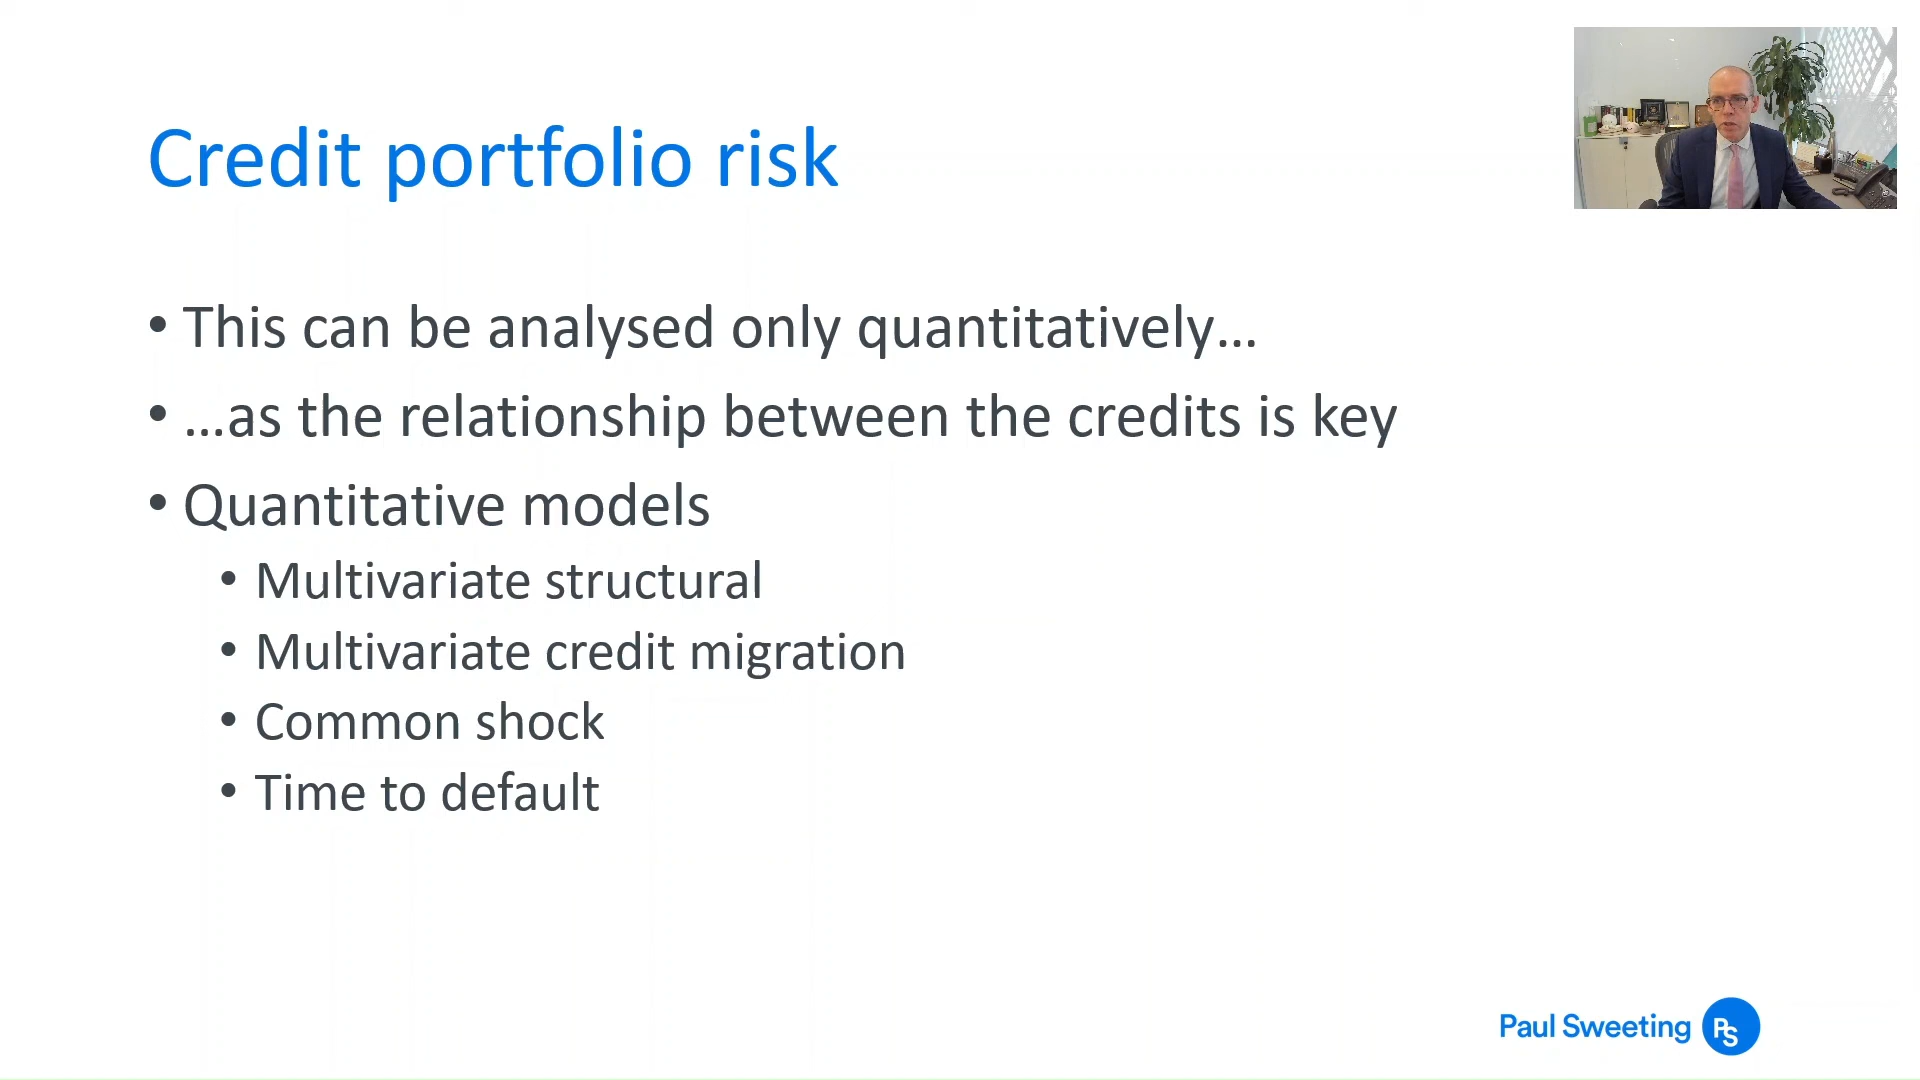 Credit portfolio risk
• This can be analysed only quantitatively…
• …as the relationship between the credits is key
• Quantitative models
• Multivariate structural
• Multivariate credit migration
• Common shock
• Time to default
Paul Sweeting PS